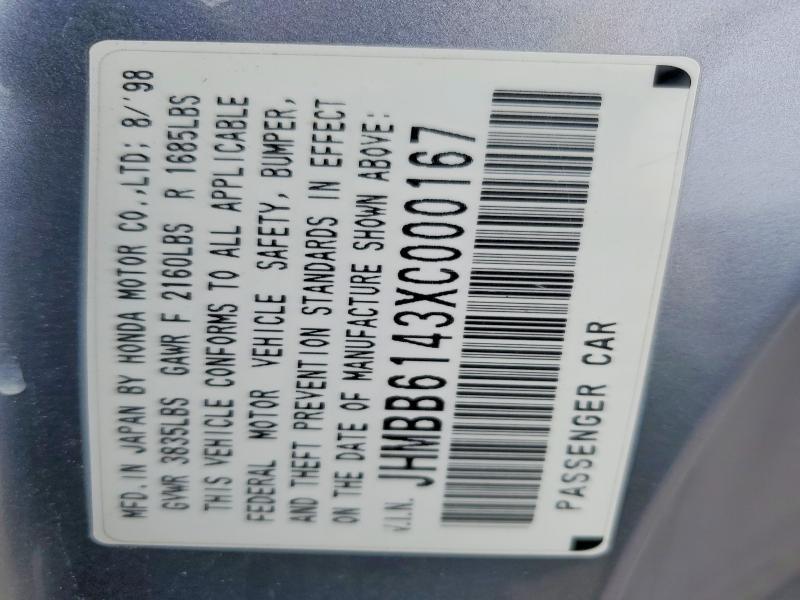 MFD. IN JAPAN BY HONDA MOTOR CO.,LTD; 8/'98
GVWR 3835LBS GAWR F 2160LBS R 1685LBS
THIS VEHICLE CONFORMS TO ALL APPLICABLE
FEDERAL MOTOR VEHICLE SAFETY, BUMPER,
AND THEFT PREVENTION STANDARDS IN EFFECT
ON THE DATE OF MANUFACTURE SHOWN ABOVE:
V.I.N. JHMBB6143XC000167
PASSENGER CAR